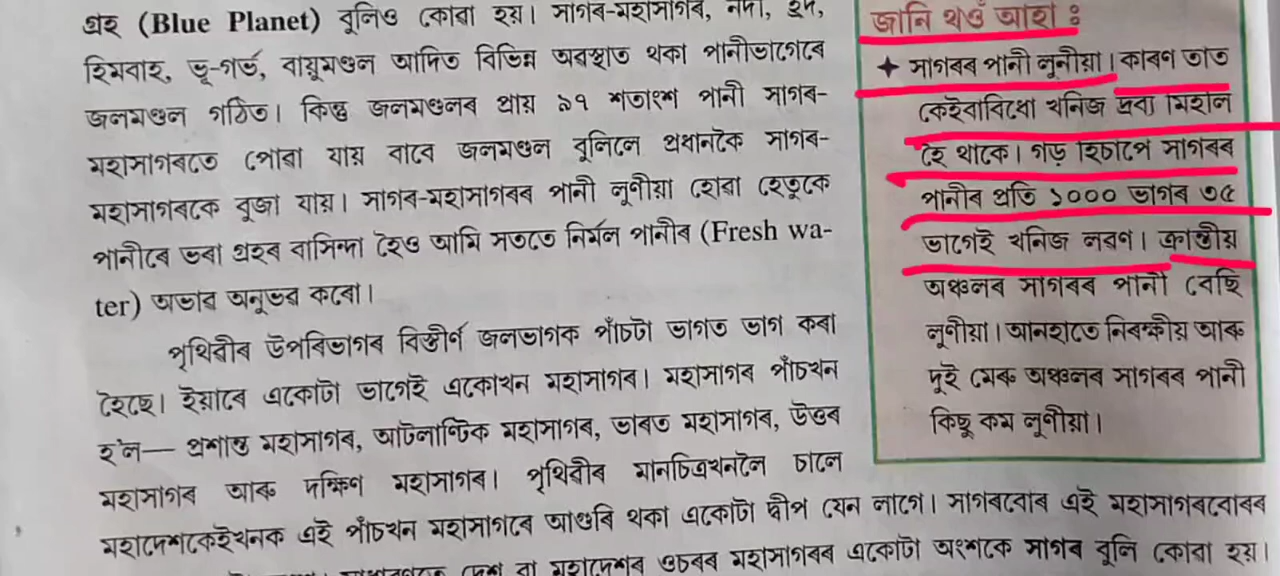 গ্ৰহ (Blue Planet) বুলিও কোৱা হয়। সাগৰ-মহাসাগৰ, নদী, হ্ৰদ,
হিমবাহ, ভূ-গৰ্ভ, বায়ুমণ্ডল আদিত বিভিন্ন অৱস্থাত থকা পানীভাগেৰে
জলমণ্ডল গঠিত। কিন্তু জলমণ্ডলৰ প্ৰায় ৯৭ শতাংশ পানী সাগৰ-
মহাসাগৰতে পোৱা যায় বাবে জলমণ্ডল বুলিলে প্ৰধানকৈ সাগৰ-
মহাসাগৰকে বুজা যায়। সাগৰ-মহাসাগৰৰ পানী লুণীয়া হোৱা হেতুকে
পানীৰে ভৰা গ্ৰহৰ বাসিন্দা হৈও আমি সততে নিৰ্মল পানীৰ (Fresh wa-
ter) অভাৱ অনুভৱ কৰো।
পৃথিৱীৰ উপৰিভাগৰ বিস্তীৰ্ণ জলভাগক পাঁচটা ভাগত ভাগ কৰা
হৈছে। ইয়াৰে একোটা ভাগেই একোখন মহাসাগৰ। মহাসাগৰ পাঁচখন
হ'ল— প্ৰশান্ত মহাসাগৰ, আটলাণ্টিক মহাসাগৰ, ভাৰত মহাসাগৰ, উত্তৰ
মহাসাগৰ আৰু দক্ষিণ মহাসাগৰ। পৃথিৱীৰ মানচিত্ৰখনলৈ চালে
মহাদেশকেইখনক এই পাঁচখন মহাসাগৰে আগুৰি থকা একোটা দ্বীপ যেন লাগে। সাগৰবোৰ এই মহাসাগৰবোৰৰ
দেশ বা মহাদেশৰ ওচৰৰ মহাসাগৰৰ একোটা অংশকে সাগৰ বুলি কোৱা হয়।
জানি থওঁ আহা :
✦ সাগৰৰ পানী লুনীয়া। কাৰণ তাত
কেইবাবিধো খনিজ দ্ৰব্য মিহলি
হৈ থাকে। গড় হিচাপে সাগৰৰ
পানীৰ প্ৰতি ১০০০ ভাগৰ ৩৫
ভাগেই খনিজ লৱণ। ক্ৰান্তীয়
অঞ্চলৰ সাগৰৰ পানী বেছি
লুনীয়া। আনহাতে নিৰক্ষীয় আৰু
দুই মেৰু অঞ্চলৰ সাগৰৰ পানী
কিছু কম লুনীয়া।